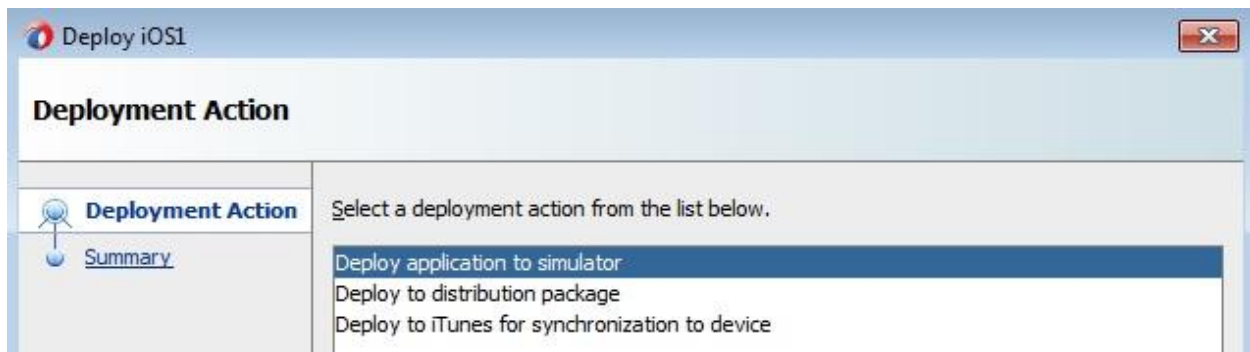 Deploy iOS1
Deployment Action
Deployment Action
Select a deployment action from the list below.
Summary
Deploy application to simulator
Deploy to distribution package
Deploy to iTunes for synchronization to device